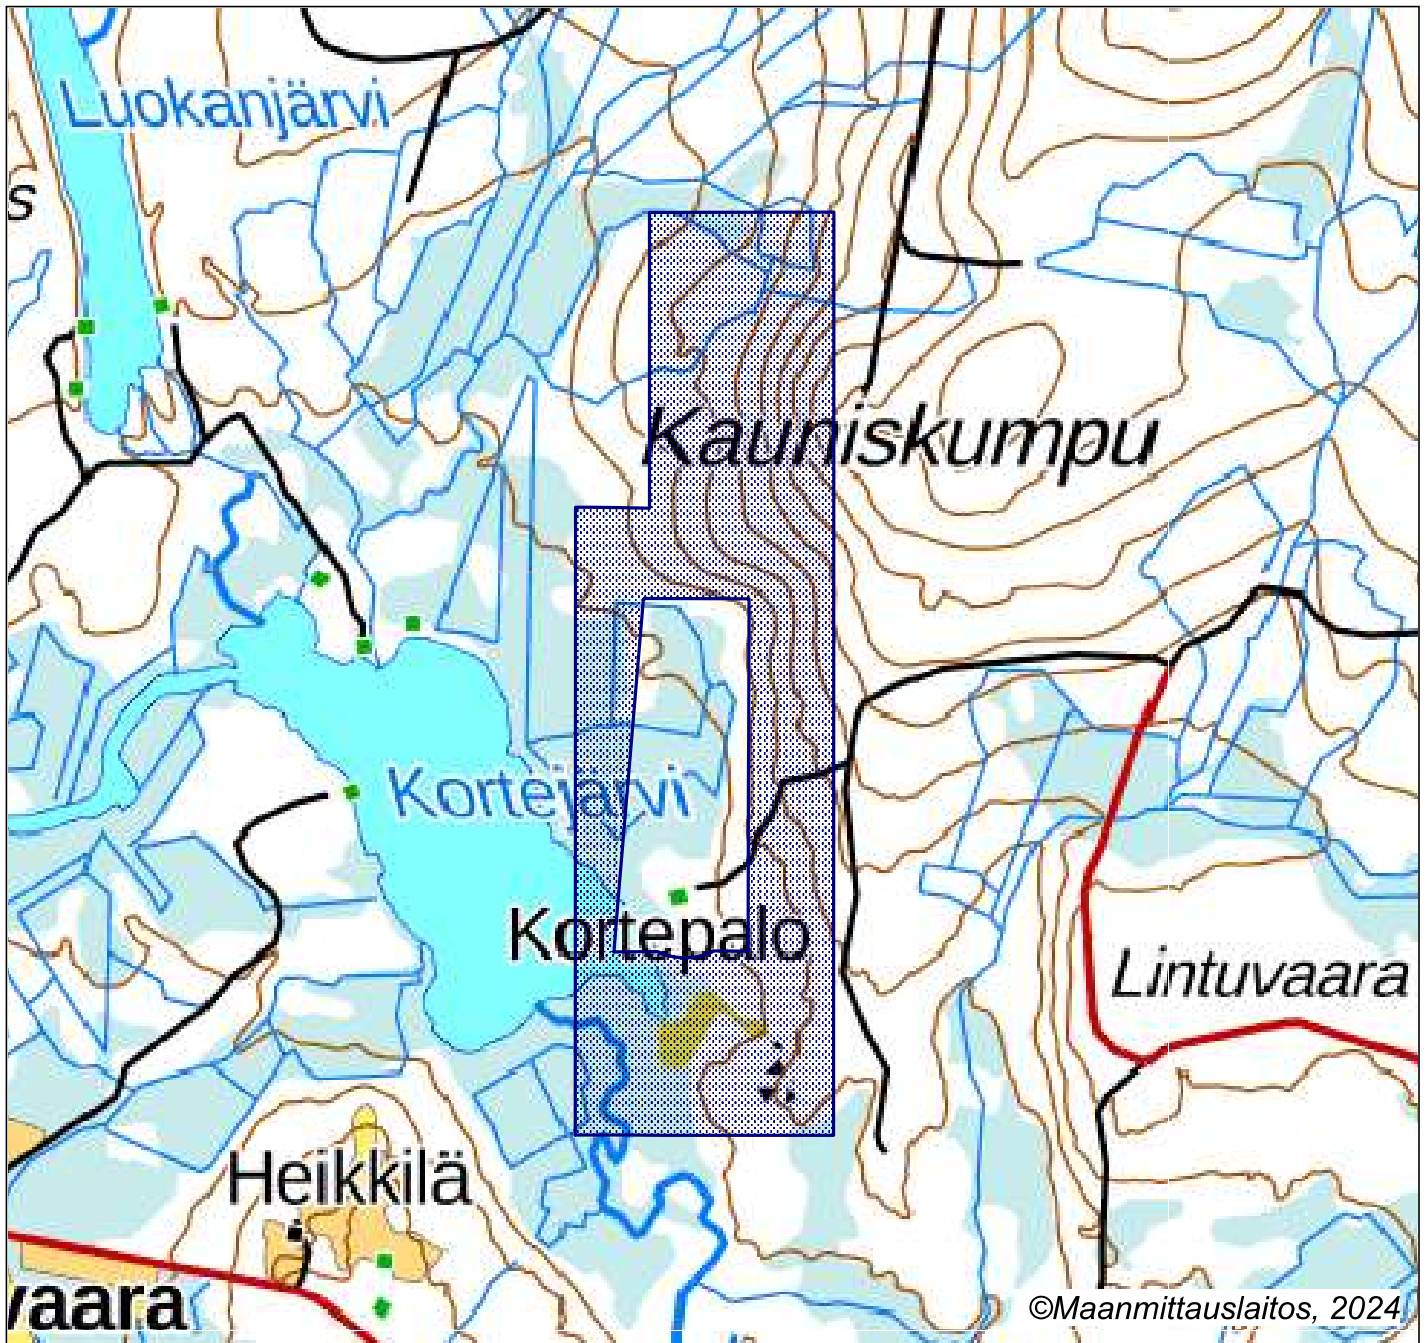 Luokanjärvi
s
Kauniskumpu
Kortejärvi
Kortepalo
Lintuvaara
Heikkilä
vaara
©Maanmittauslaitos, 2024